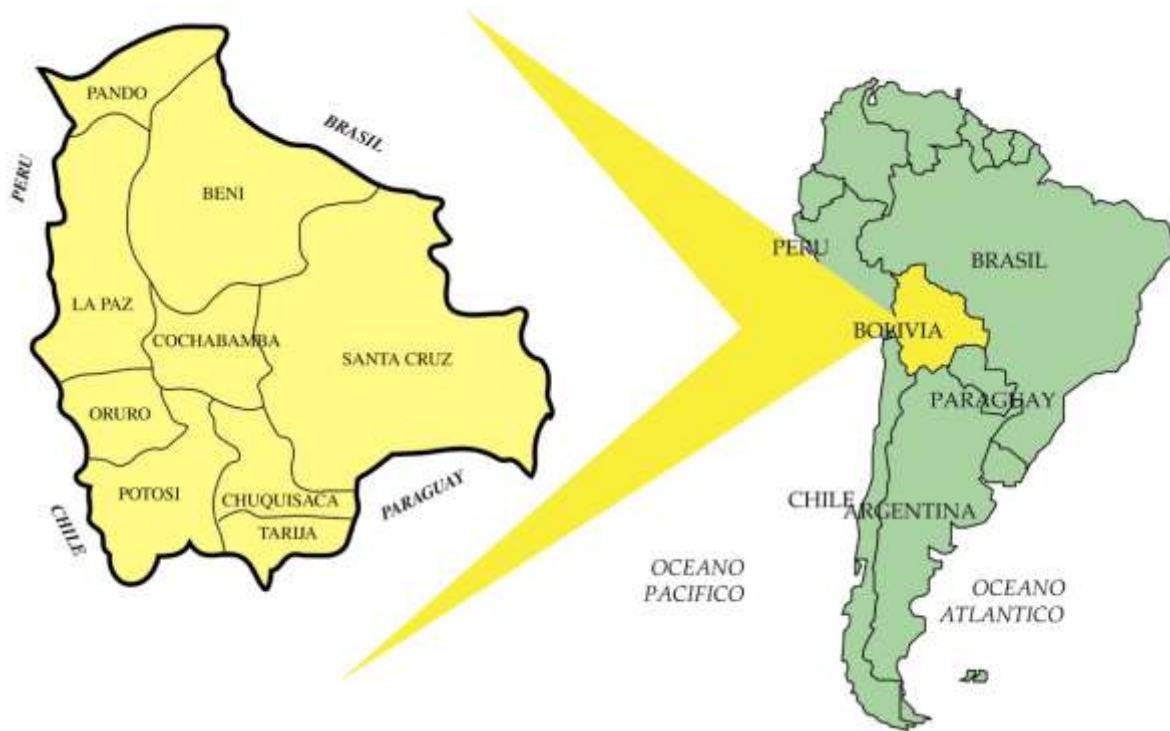 PANDO
BRASIL
PERU
BENI
LA PAZ
COCHABAMBA
SANTA CRUZ
ORURO
POTOSI
CHUQUISACA
TARIJA
CHILE
PARAGUAY
PERU
BRASIL
BOLIVIA
PARAGUAY
CHILE
ARGENTINA
OCEANO
PACIFICO
OCEANO
ATLANTICO